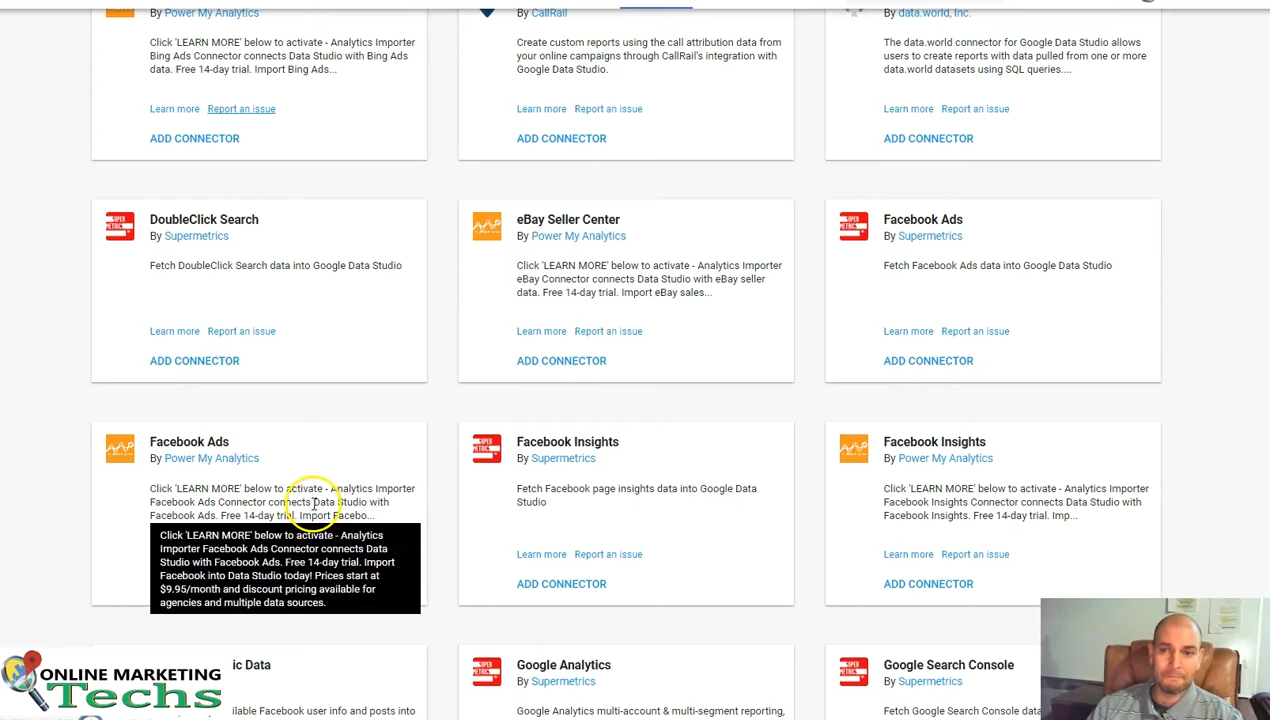 By Power My Analytics
Click 'LEARN MORE' below to activate - Analytics Importer
Bing Ads Connector connects Data Studio with Bing Ads
data. Free 14-day trial. Import Bing Ads...
Learn more Report an issue
ADD CONNECTOR
By CallRail
Create custom reports using the call attribution data from
your online campaigns through CallRail's integration with
Google Data Studio.
Learn more Report an issue
ADD CONNECTOR
By data.world, Inc.
The data.world connector for Google Data Studio allows
users to create reports with data pulled from one or more
data.world datasets using SQL queries....
Learn more Report an issue
ADD CONNECTOR
SUPER
METRICS
DoubleClick Search
By Supermetrics
Fetch DoubleClick Search data into Google Data Studio
Learn more Report an issue
ADD CONNECTOR
eBay Seller Center
By Power My Analytics
Click 'LEARN MORE' below to activate - Analytics Importer
eBay Connector connects Data Studio with eBay seller
data. Free 14-day trial. Import eBay sales...
Learn more Report an issue
ADD CONNECTOR
SUPER
METRICS
Facebook Ads
By Supermetrics
Fetch Facebook Ads data into Google Data Studio
Learn more Report an issue
ADD CONNECTOR
Facebook Ads
By Power My Analytics
Click 'LEARN MORE' below to activate - Analytics Importer
Facebook Ads Connector connects Data Studio with
Facebook Ads. Free 14-day trial. Import Facebo...
Click 'LEARN MORE' below to activate - Analytics
Importer Facebook Ads Connector connects Data
Studio with Facebook Ads. Free 14-day trial. Import
Facebook into Data Studio today! Prices start at
$9.95/month and discount pricing available for
agencies and multiple data sources.
SUPER
METRICS
Facebook Insights
By Supermetrics
Fetch Facebook page insights data into Google Data
Studio
Learn more Report an issue
ADD CONNECTOR
Facebook Insights
By Power My Analytics
Click 'LEARN MORE' below to activate - Analytics Importer
Facebook Insights Connector connects Data Studio with
Facebook Insights. Free 14-day trial. Imp...
Learn more Report an issue
ADD CONNECTOR
ic Data
ilable Facebook user info and posts into
ONLINE MARKETING
Techs
SUPER
METRICS
Google Analytics
By Supermetrics
Google Analytics multi-account & multi-segment reporting,
SUPER
METRICS
Google Search Console
By Supermetrics
Fetch Google Search Console data